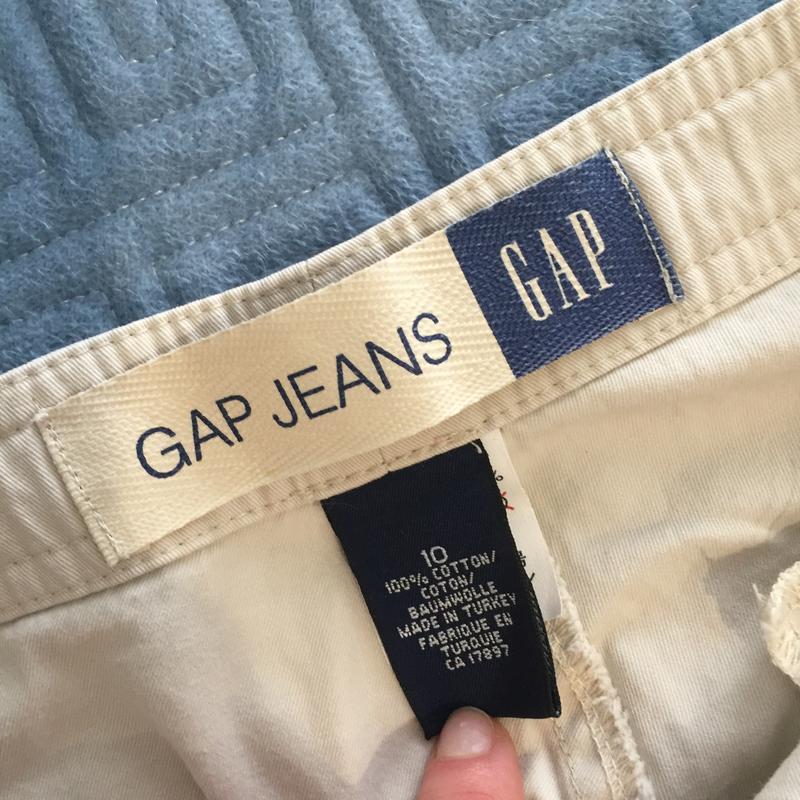 GAP JEANS
GAP
10
100% COTTON/
COTON/
BAUMWOLLE
MADE IN TURKEY
FABRIQUE EN
TURQUIE
CA 17897